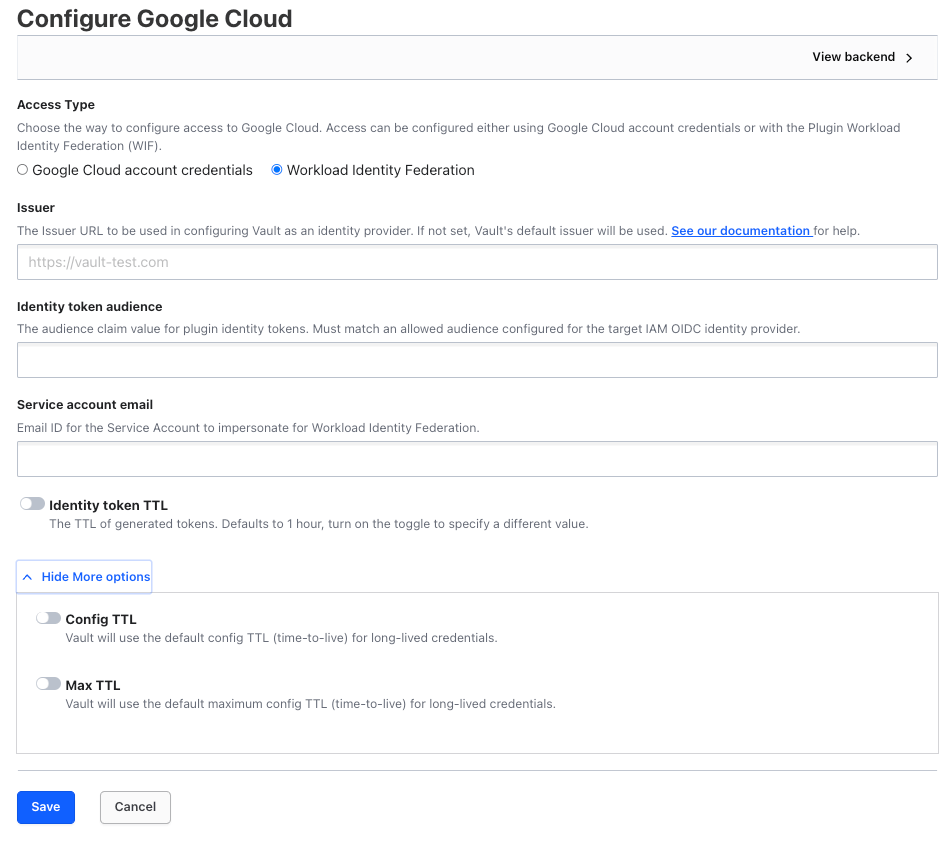 Configure Google Cloud
View backend
Access Type
Choose the way to configure access to Google Cloud. Access can be configured either using Google Cloud account credentials or with the Plugin Workload
Identity Federation (WIF).
Google Cloud account credentials Workload Identity Federation
Issuer
The Issuer URL to be used in configuring Vault as an identity provider. If not set, Vault's default issuer will be used. See our documentation for help.
https://vault-test.com
Identity token audience
The audience claim value for plugin identity tokens. Must match an allowed audience configured for the target IAM OIDC identity provider.
Service account email
Email ID for the Service Account to impersonate for Workload Identity Federation.
Identity token TTL
The TTL of generated tokens. Defaults to 1 hour, turn on the toggle to specify a different value.
Hide More options
Config TTL
Vault will use the default config TTL (time-to-live) for long-lived credentials.
Max TTL
Vault will use the default maximum config TTL (time-to-live) for long-lived credentials.
Save Cancel